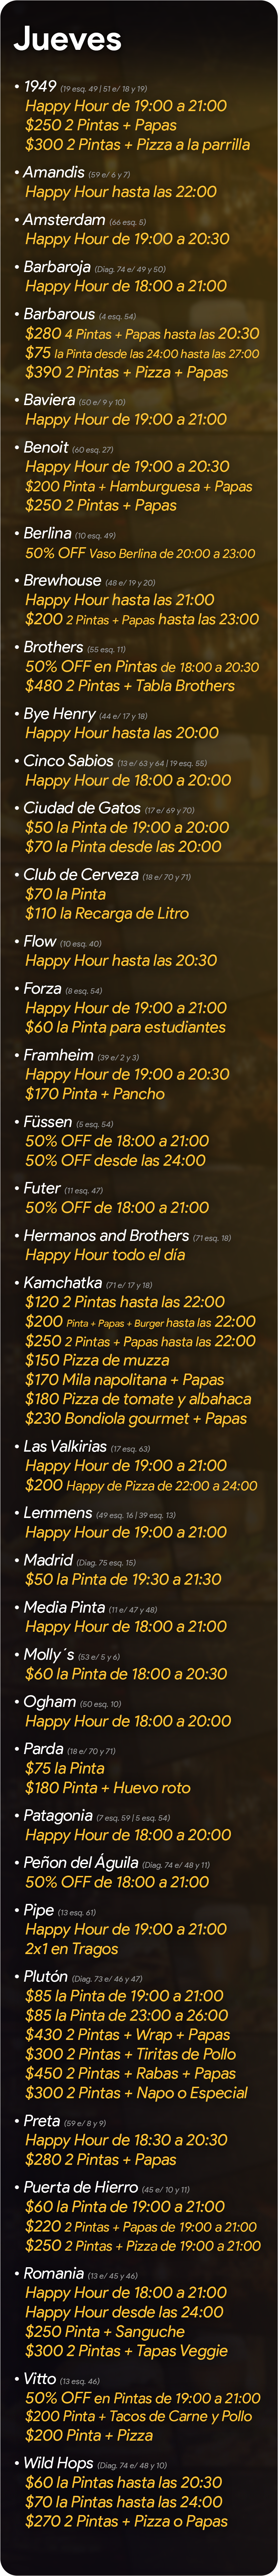 Jueves
• 1949 (19 esq. 49 | 51 e/ 18 y 19)
Happy Hour de 19:00 a 21:00
$250 2 Pintas + Papas
$300 2 Pintas + Pizza a la parrilla
• Amandis (59 e/ 6 y 7)
Happy Hour hasta las 22:00
• Amsterdam (66 esq. 5)
Happy Hour de 19:00 a 20:30
• Barbaroja (Diag. 74 e/ 49 y 50)
Happy Hour de 18:00 a 21:00
• Barbarous (4 esq. 54)
$280 4 Pintas + Papas hasta las 20:30
$75 la Pinta desde las 24:00 hasta las 27:00
$390 2 Pintas + Pizza + Papas
• Baviera (50 e/ 9 y 10)
Happy Hour de 19:00 a 21:00
• Benoit (60 esq. 27)
Happy Hour de 19:00 a 20:30
$200 Pinta + Hamburguesa + Papas
$250 2 Pintas + Papas
• Berlina (10 esq. 49)
50% OFF Vaso Berlina de 20:00 a 23:00
• Brewhouse (48 e/ 19 y 20)
Happy Hour hasta las 21:00
$200 2 Pintas + Papas hasta las 23:00
• Brothers (55 esq. 11)
50% OFF en Pintas de 18:00 a 20:30
$480 2 Pintas + Tabla Brothers
• Bye Henry (44 e/ 17 y 18)
Happy Hour hasta las 20:00
• Cinco Sabios (13 e/ 63 y 64 | 19 esq. 55)
Happy Hour de 18:00 a 20:00
• Ciudad de Gatos (17 e/ 69 y 70)
$50 la Pinta de 19:00 a 20:00
$70 la Pinta desde las 20:00
• Club de Cerveza (18 e/ 70 y 71)
$70 la Pinta
$110 la Recarga de Litro
• Flow (10 esq. 40)
Happy Hour hasta las 20:30
• Forza (8 esq. 54)
Happy Hour de 19:00 a 21:00
$60 la Pinta para estudiantes
• Framheim (39 e/ 2 y 3)
Happy Hour de 19:00 a 20:30
$170 Pinta + Pancho
• Füssen (5 esq. 54)
50% OFF de 18:00 a 21:00
50% OFF desde las 24:00
• Futer (11 esq. 47)
50% OFF de 18:00 a 21:00
• Hermanos and Brothers (71 esq. 18)
Happy Hour todo el día
• Kamchatka (71 e/ 17 y 18)
$120 2 Pintas hasta las 22:00
$200 Pinta + Papas + Burger hasta las 22:00
$250 2 Pintas + Papas hasta las 22:00
$150 Pizza de muzza
$170 Mila napolitana + Papas
$180 Pizza de tomate y albahaca
$230 Bondiola gourmet + Papas
• Las Valkirias (17 esq. 63)
Happy Hour de 19:00 a 21:00
$200 Happy de Pizza de 22:00 a 24:00
• Lemmens (49 esq. 16 | 39 esq. 13)
Happy Hour de 19:00 a 21:00
• Madrid (Diag. 75 esq. 15)
$50 la Pinta de 19:30 a 21:30
• Media Pinta (11 e/ 47 y 48)
Happy Hour de 18:00 a 21:00
• Molly´s (53 e/ 5 y 6)
$60 la Pinta de 18:00 a 20:30
• Ogham (50 esq. 10)
Happy Hour de 18:00 a 20:00
• Parda (18 e/ 70 y 71)
$75 la Pinta
$180 Pinta + Huevo roto
• Patagonia (7 esq. 59 | 5 esq. 54)
Happy Hour de 18:00 a 20:00
• Peñon del Águila (Diag. 74 e/ 48 y 11)
50% OFF de 18:00 a 21:00
• Pipe (13 esq. 61)
Happy Hour de 19:00 a 21:00
2x1 en Tragos
• Plutón (Diag. 73 e/ 46 y 47)
$85 la Pinta de 19:00 a 21:00
$85 la Pinta de 23:00 a 26:00
$430 2 Pintas + Wrap + Papas
$300 2 Pintas + Tiritas de Pollo
$450 2 Pintas + Rabas + Papas
$300 2 Pintas + Napo o Especial
• Preta (59 e/ 8 y 9)
Happy Hour de 18:30 a 20:30
$280 2 Pintas + Papas
• Puerta de Hierro (45 e/ 10 y 11)
$60 la Pinta de 19:00 a 21:00
$220 2 Pintas + Papas de 19:00 a 21:00
$250 2 Pintas + Pizza de 19:00 a 21:00
• Romania (13 e/ 45 y 46)
Happy Hour de 18:00 a 21:00
Happy Hour desde las 24:00
$250 Pinta + Sanguche
$300 2 Pintas + Tapas Veggie
• Vitto (13 esq. 46)
50% OFF en Pintas de 19:00 a 21:00
$200 Pinta + Tacos de Carne y Pollo
$200 Pinta + Pizza
• Wild Hops (Diag. 74 e/ 48 y 10)
$60 la Pintas hasta las 20:30
$70 la Pintas hasta las 24:00
$270 2 Pintas + Pizza o Papas